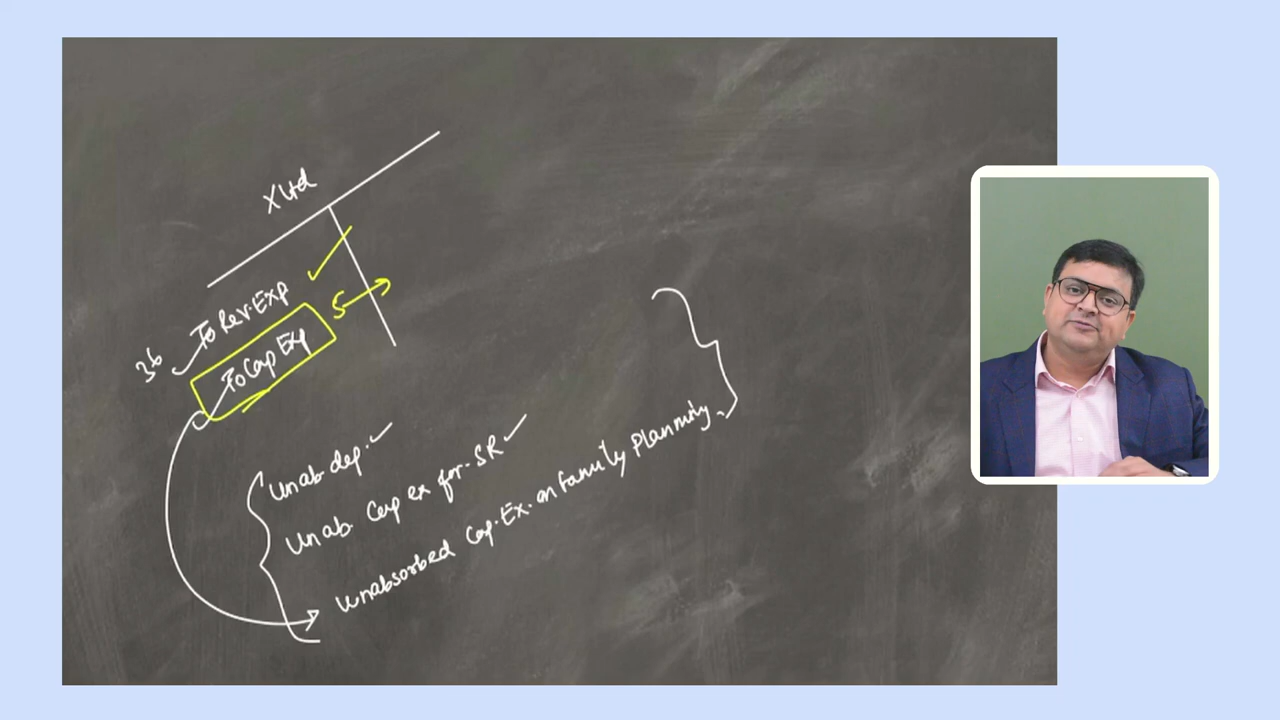 X Ltd
36 To Rev. Exp
To Cap Exp 5
Unab. dep.
Unab. Cap ex for SR
Unabsorbed Cap. Ex. on Family Planning.